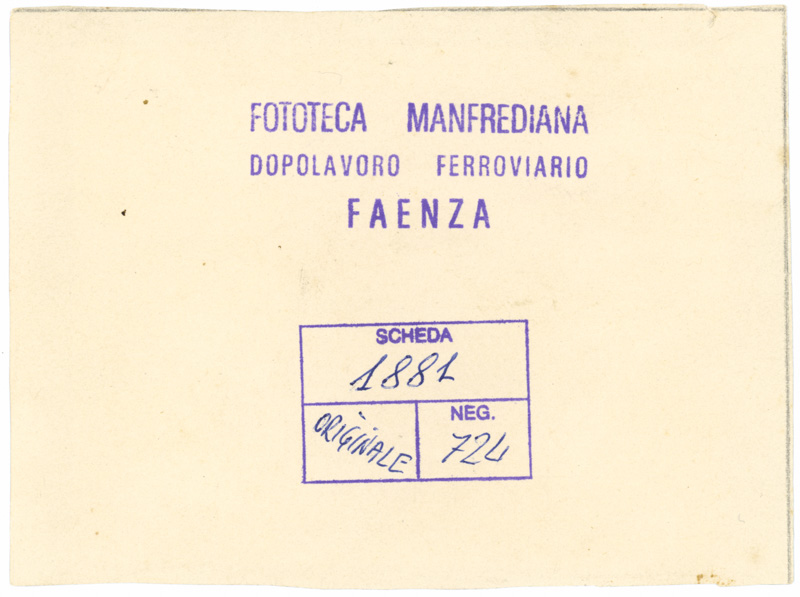 FOTOTECA MANFREDIANA
DOPOLAVORO FERROVIARIO
FAENZA
SCHEDA
1881
ORIGINALE
NEG.
724